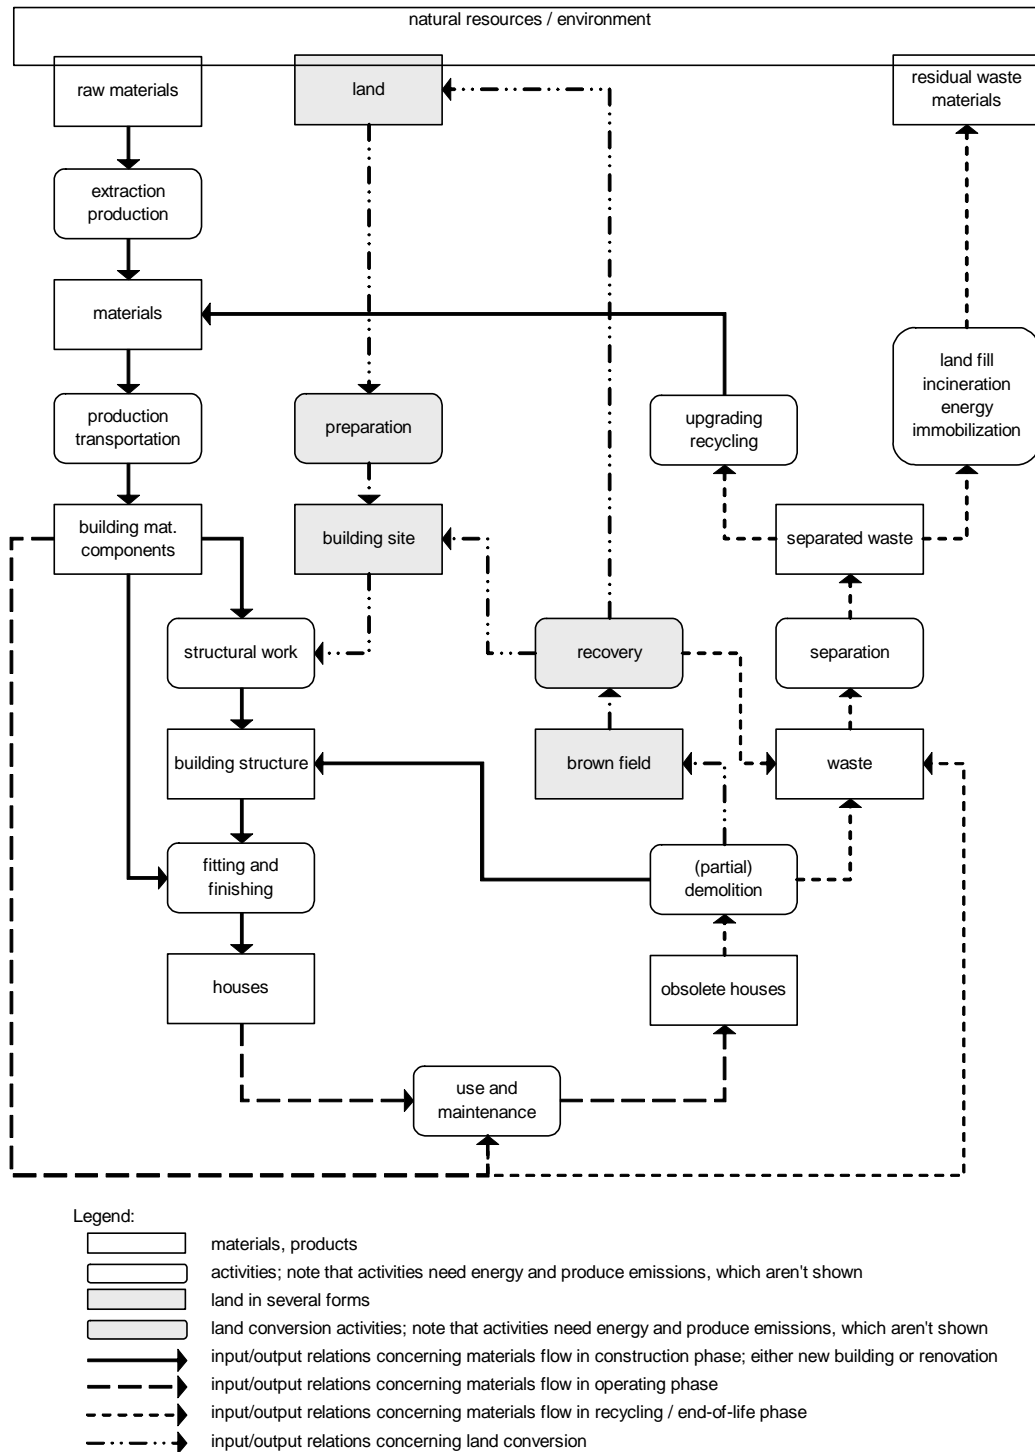 natural resources / environment
raw materials
land
residual waste
materials
extraction
production
materials
production
transportation
preparation
upgrading
recycling
land fill
incineration
energy
immobilization
building mat.
components
building site
separated waste
structural work
recovery
separation
building structure
brown field
waste
fitting and
finishing
(partial)
demolition
houses
obsolete houses
use and
maintenance
Legend:
materials, products
activities; note that activities need energy and produce emissions, which aren't shown
land in several forms
land conversion activities; note that activities need energy and produce emissions, which aren't shown
input/output relations concerning materials flow in construction phase; either new building or renovation
input/output relations concerning materials flow in operating phase
input/output relations concerning materials flow in recycling / end-of-life phase
input/output relations concerning land conversion